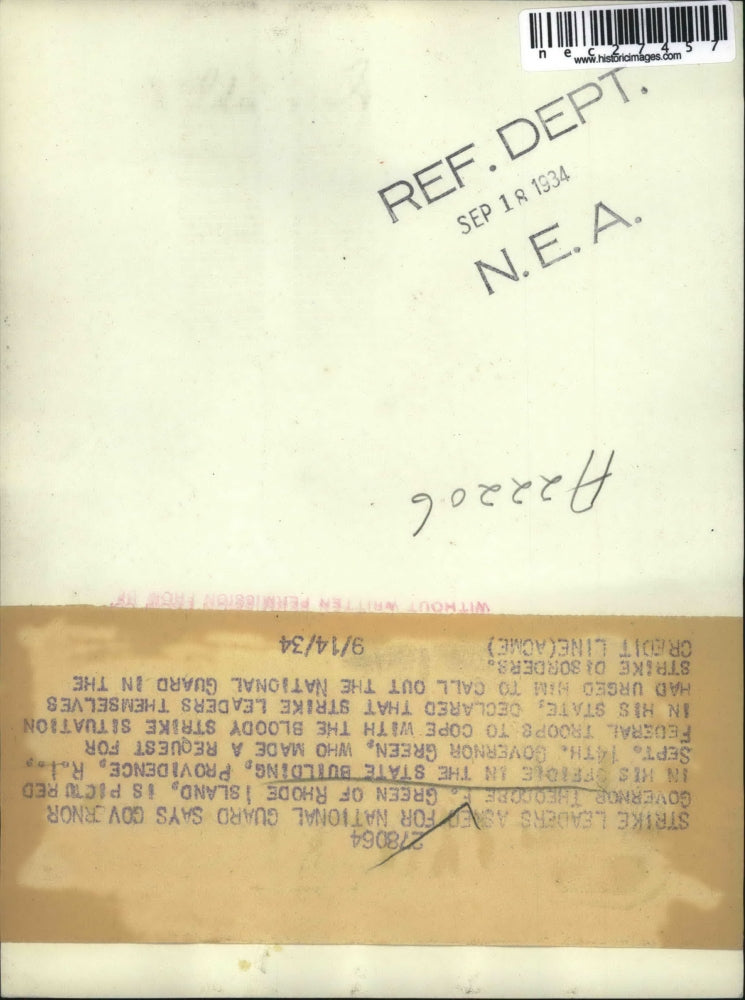 nec27457
www.historicimages.com
REF. DEPT.
SEP 18 1934
N.E.A.
A22206
WITHOUT WRITTEN PERMISSION FROM
278064
STRIKE LEADERS ASKED FOR NATIONAL GUARD SAYS GOVERNOR
GOVERNOR THEODORE F. GREEN OF RHODE ISLAND, IS PICTURED
IN HIS OFFICE IN THE STATE BUILDING, PROVIDENCE, R.I.,
SEPT. 14TH. GOVERNOR GREEN, WHO MADE A REQUEST FOR
FEDERAL TROOPS TO COPE WITH THE BLOODY STRIKE SITUATION
IN HIS STATE, DECLARED THAT STRIKE LEADERS THEMSELVES
HAD URGED HIM TO CALL OUT THE NATIONAL GUARD IN THE
STRIKE DISORDERS.
CREDIT LINE(ACME) 9/14/34